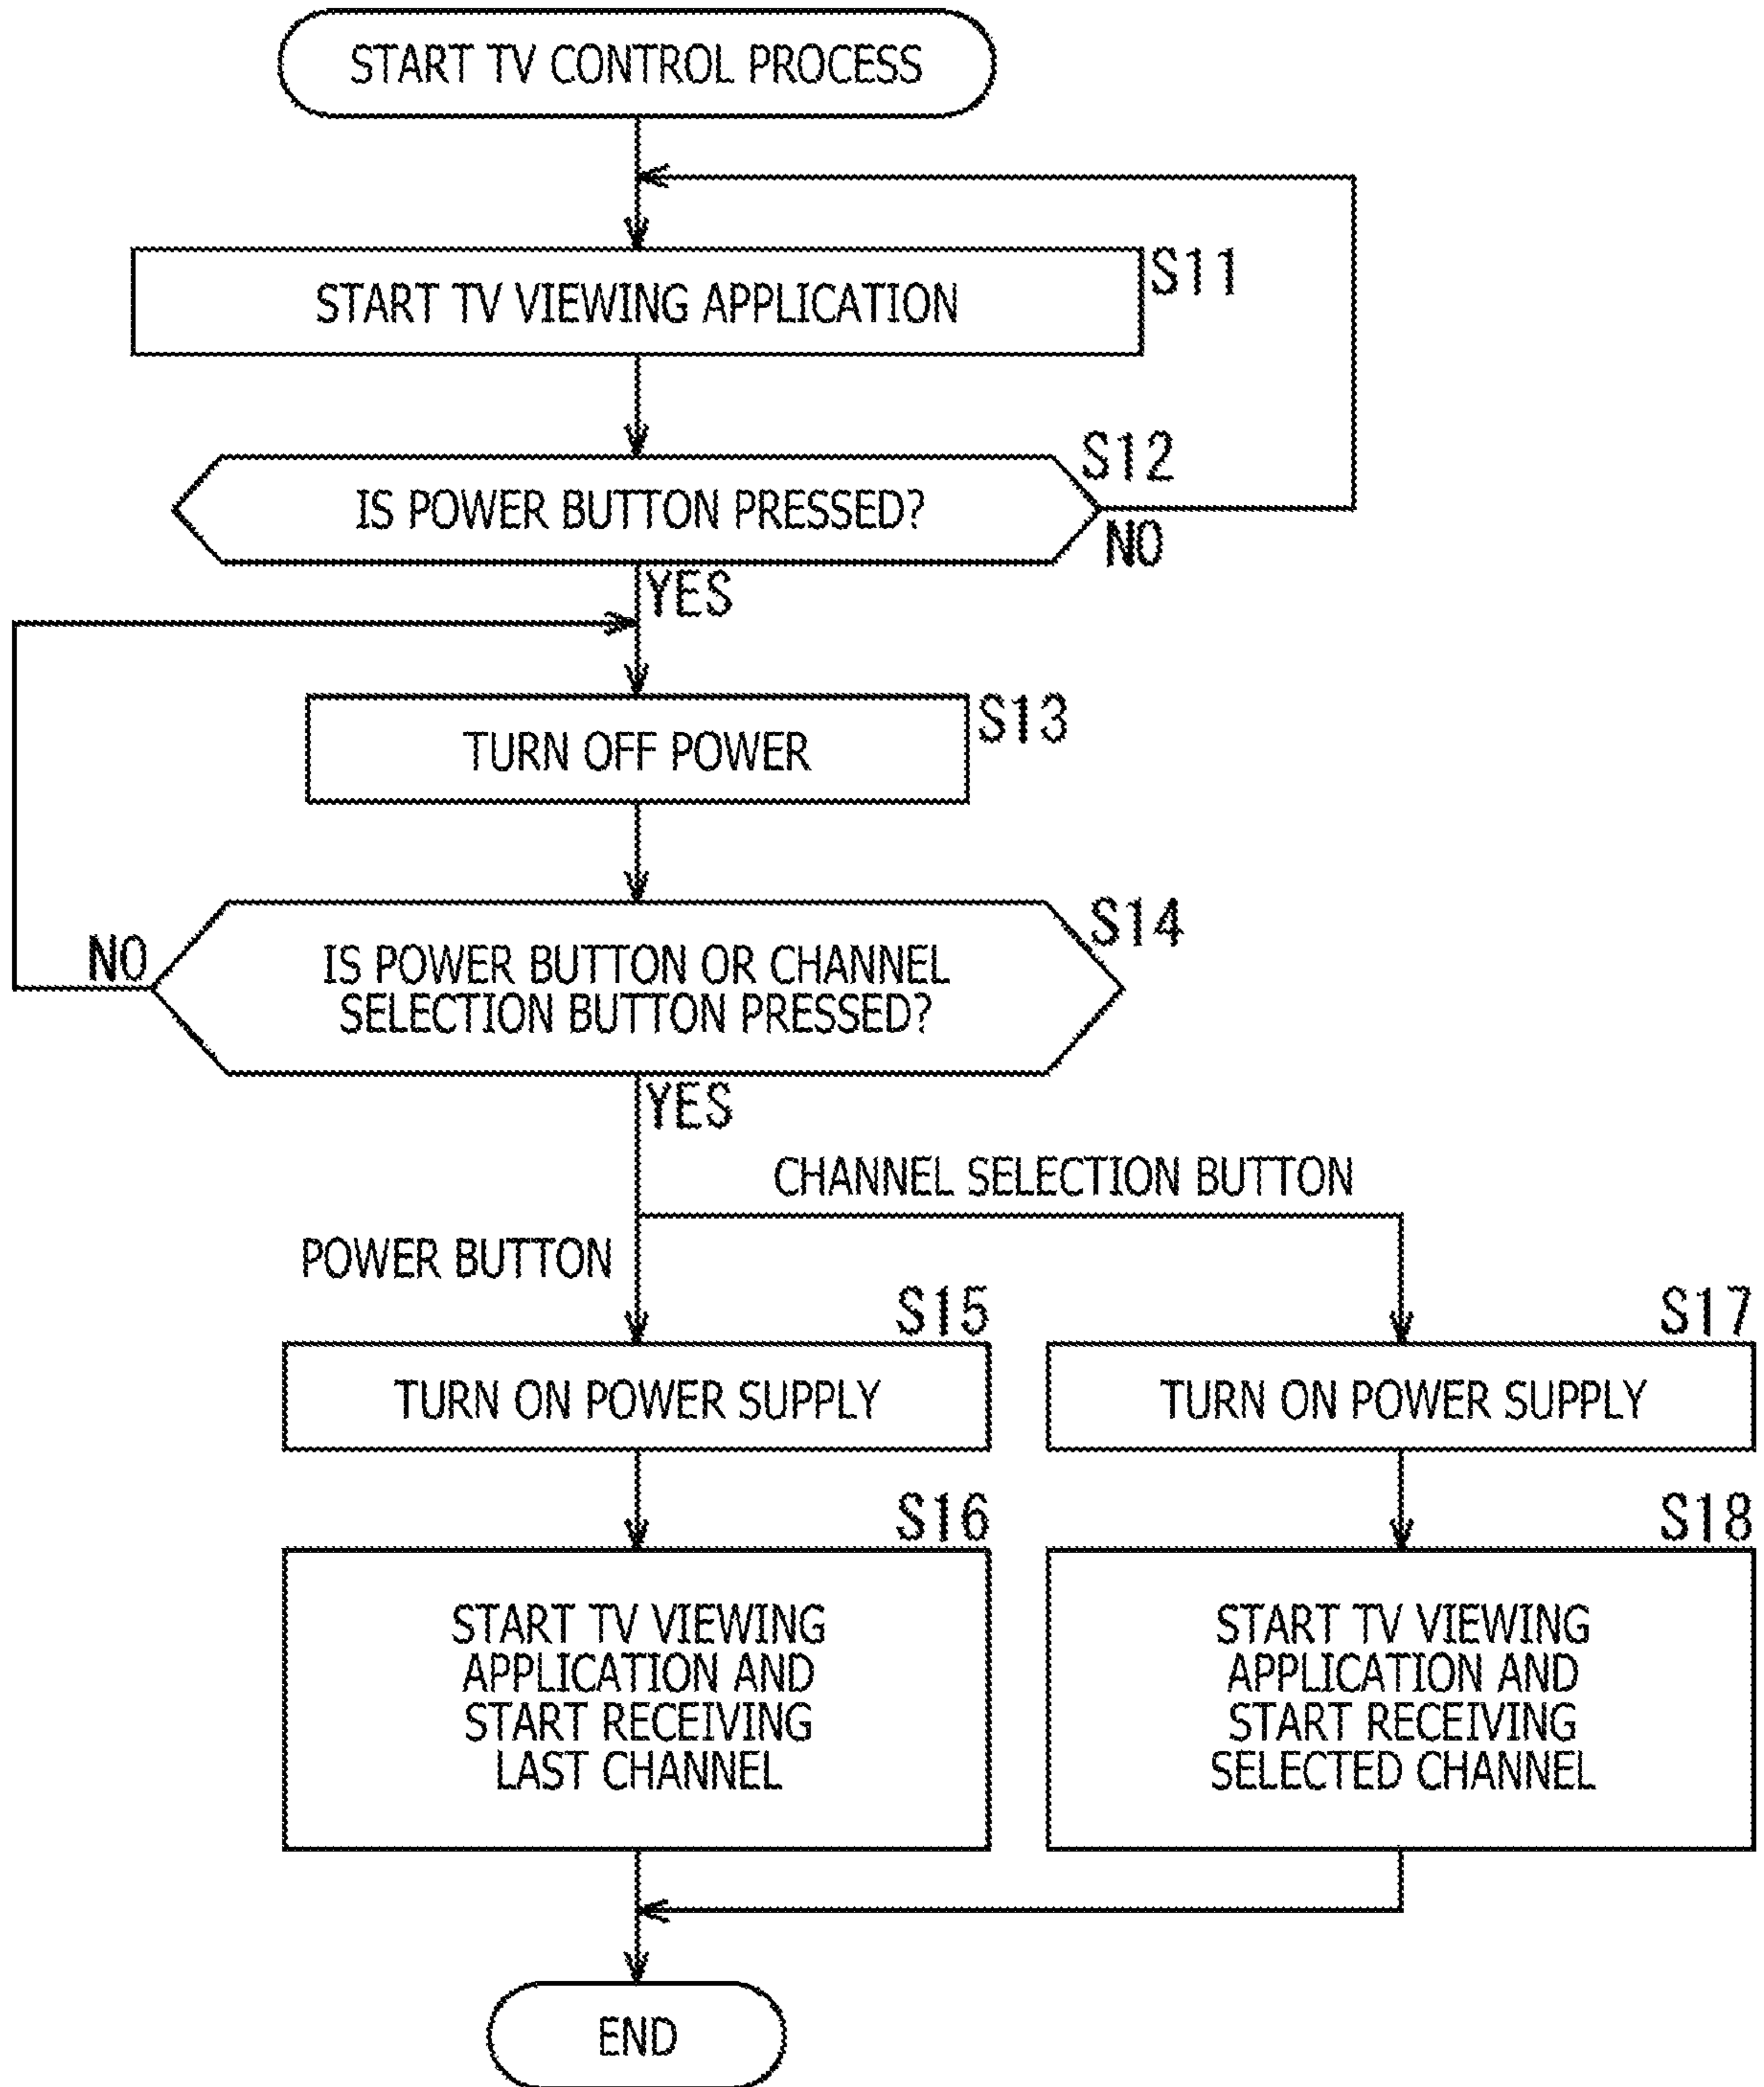 START TV CONTROL PROCESS
S11
START TV VIEWING APPLICATION
S12
IS POWER BUTTON PRESSED?
NO
YES
S13
TURN OFF POWER
S14
NO
IS POWER BUTTON OR CHANNEL
SELECTION BUTTON PRESSED?
YES
CHANNEL SELECTION BUTTON
POWER BUTTON
S15
TURN ON POWER SUPPLY
S17
TURN ON POWER SUPPLY
S16
START TV VIEWING
APPLICATION AND
START RECEIVING
LAST CHANNEL
S18
START TV VIEWING
APPLICATION AND
START RECEIVING
SELECTED CHANNEL
END